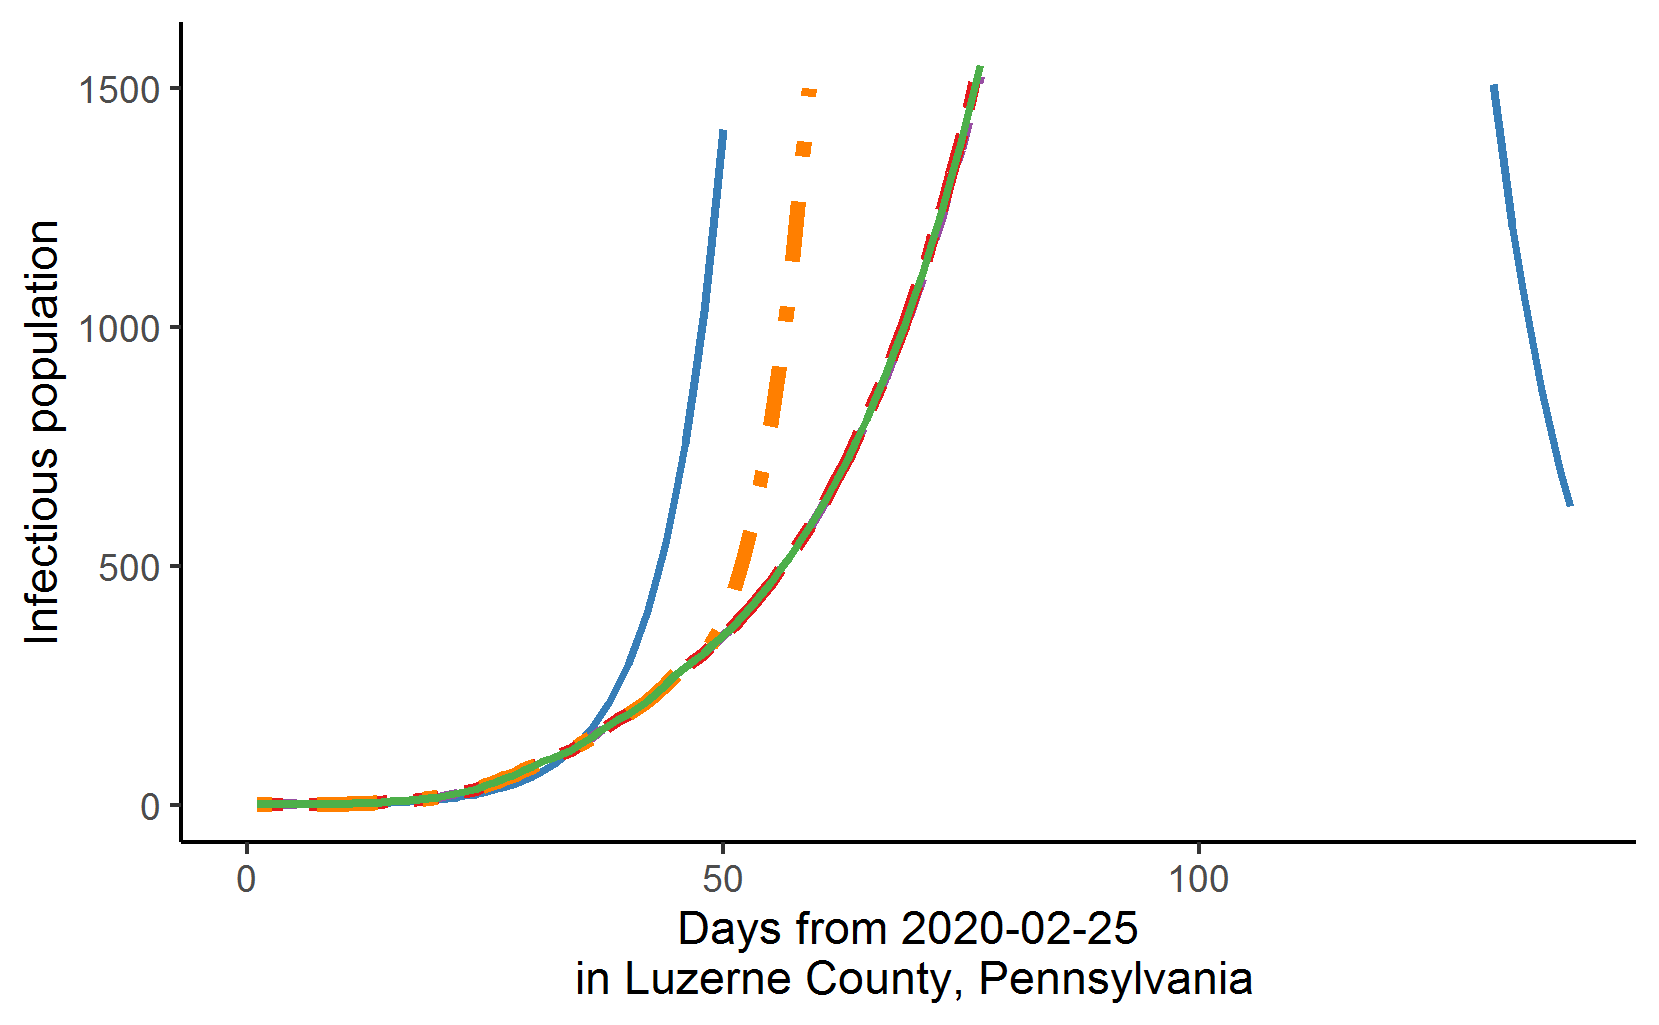 Infectious population
1500
1000
500
0
0
50
100
Days from 2020-02-25
in Luzerne County, Pennsylvania